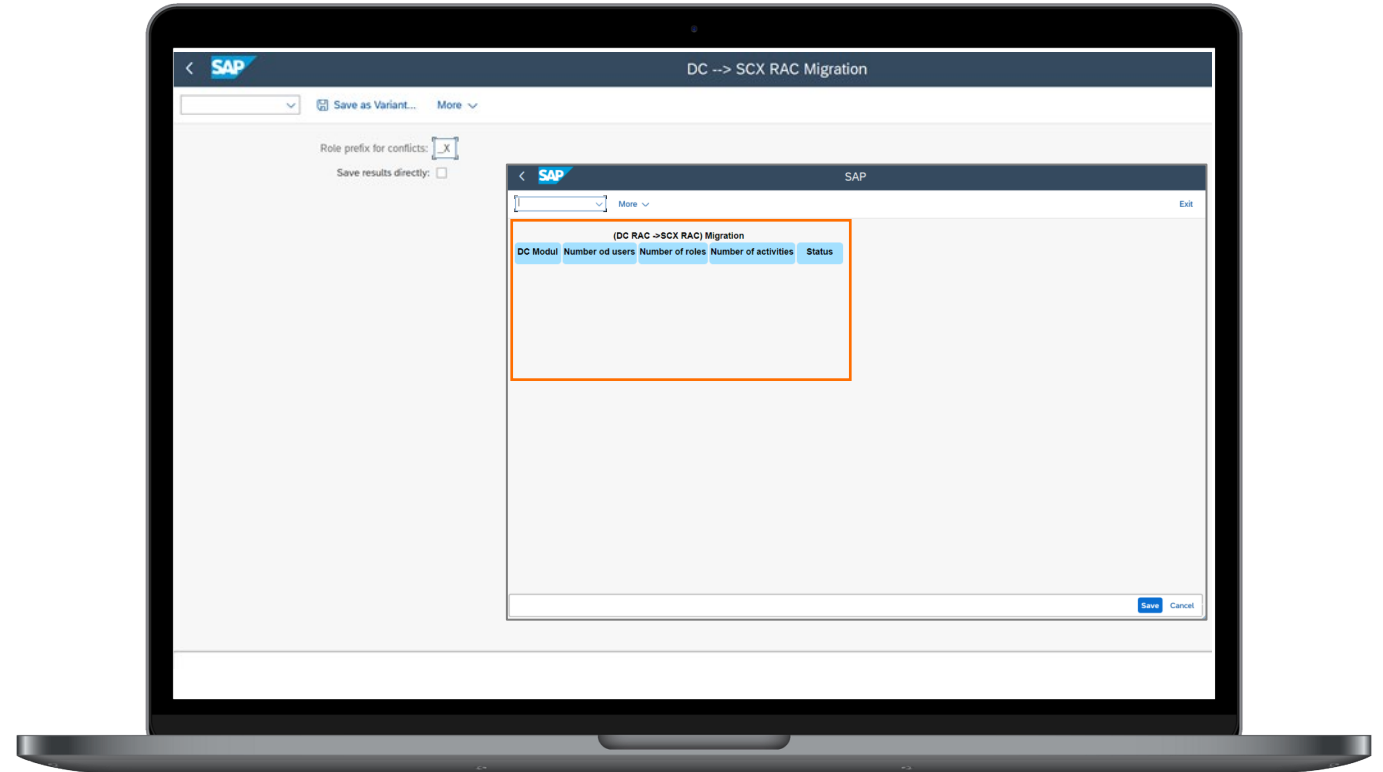 SAP DC --> SCX RAC Migration
Save as Variant... More
Role prefix for conflicts: _X
Save results directly:
SAP SAP
More Exit
(DC RAC ->SCX RAC) Migration
DC Modul Number od users Number of roles Number of activities Status
Save Cancel